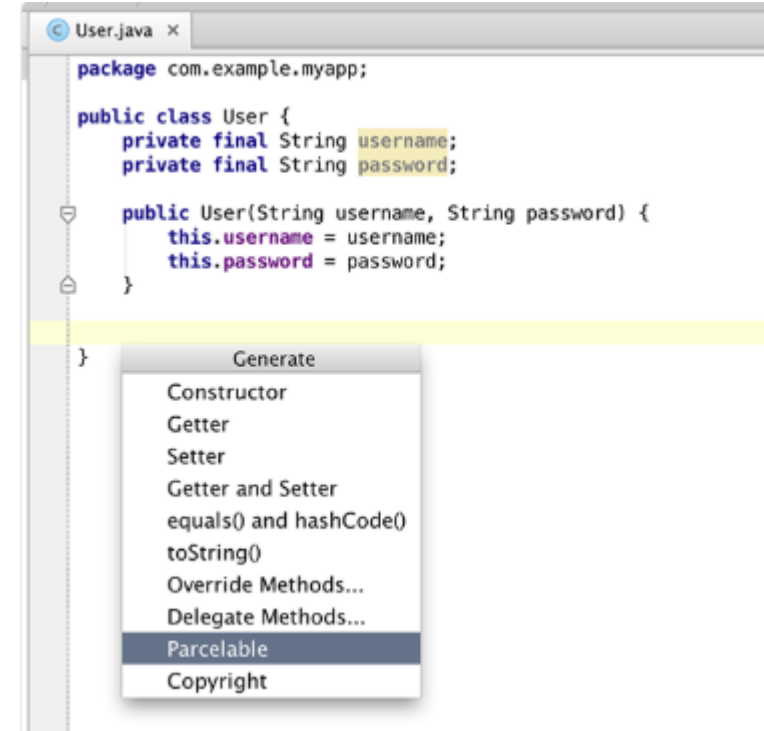 C User.java ×
package com.example.myapp;
public class User {
private final String username;
private final String password;
public User(String username, String password) {
this.username = username;
this.password = password;
}
}
Generate
Constructor
Getter
Setter
Getter and Setter
equals() and hashCode()
toString()
Override Methods...
Delegate Methods...
Parcelable
Copyright